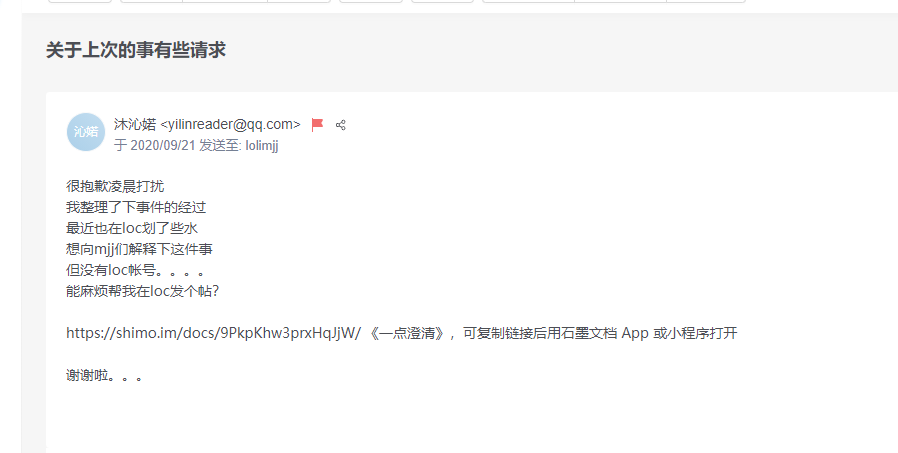 关于上次的事有些请求
沁婼
沐沁婼 <yilinreader@qq.com>
于 2020/09/21 发送至: lolimjj
很抱歉凌晨打扰
我整理了下事件的经过
最近也在loc划了些水
想向mjj们解释下这件事
但没有loc帐号。。。。
能麻烦帮我在loc发个帖?
https://shimo.im/docs/9PkpKhw3prxHqJjW/ 《一点澄清》，可复制链接后用石墨文档 App 或小程序打开
谢谢啦。。。